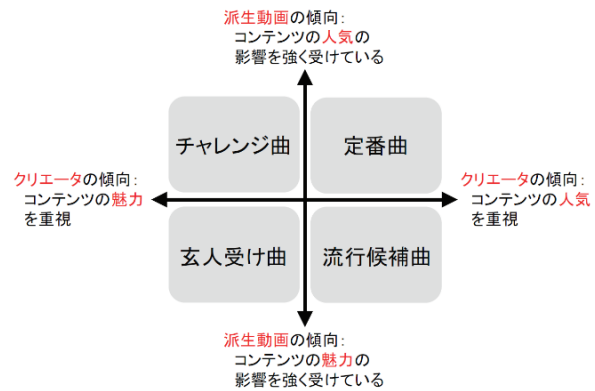 派生動画の傾向:
コンテンツの人気の
影響を強く受けている
チャレンジ曲
定番曲
クリエータの傾向:
コンテンツの魅力
を重視
クリエータの傾向:
コンテンツの人気
を重視
玄人受け曲
流行候補曲
派生動画の傾向:
コンテンツの魅力の
影響を強く受けている